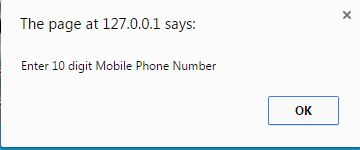 The page at 127.0.0.1 says:
Enter 10 digit Mobile Phone Number
OK